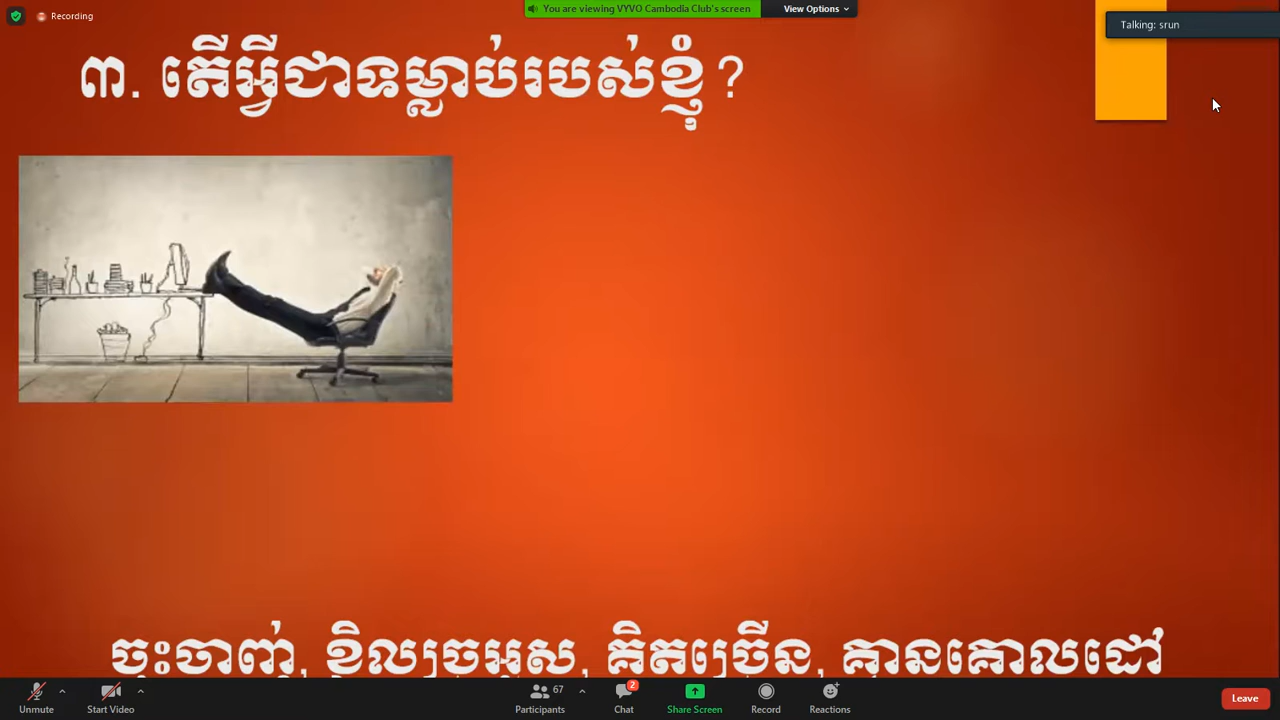 Recording
You are viewing VYVO Cambodia Club's screen
View Options
Talking: srun
៣. តើអ្វីជាទម្លាប់របស់ខ្ញុំ ?
ចុះចាញ់, ខ្ជិលច្រអូស, គិតច្រើន, គ្មានគោលដៅ
Unmute
Start Video
67
Participants
2
Chat
Share Screen
Record
Reactions
Leave